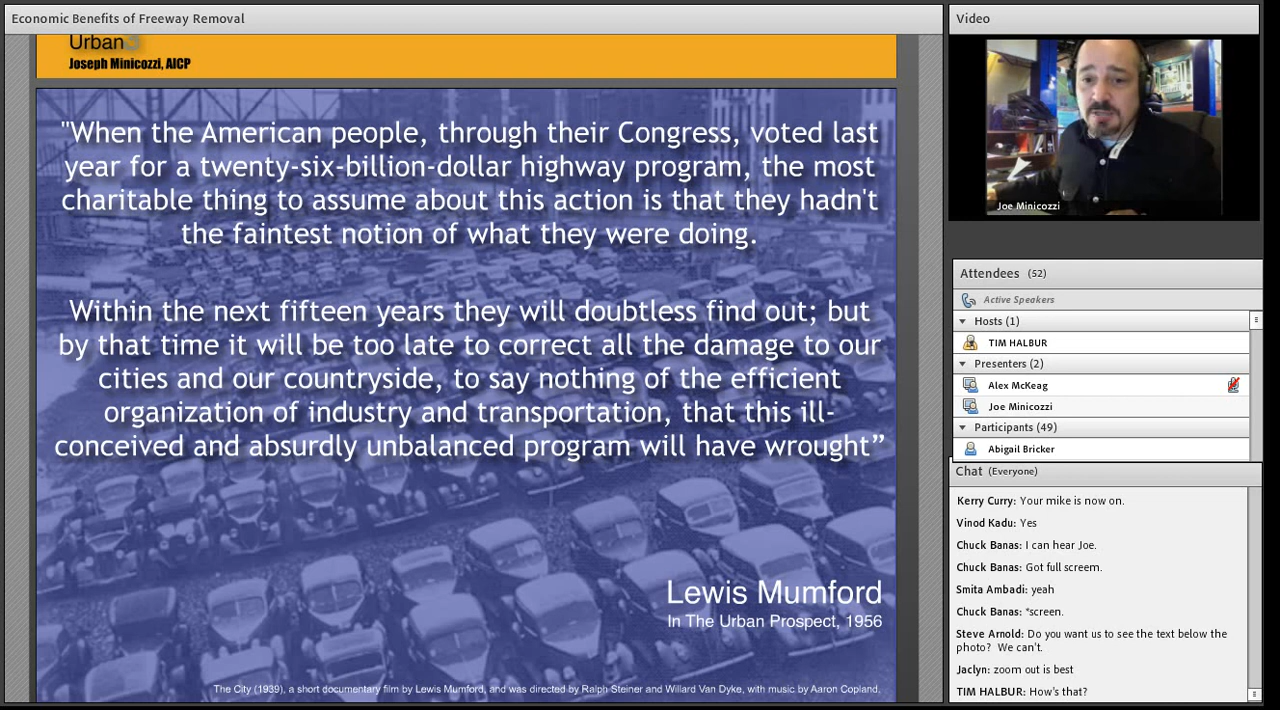 Economic Benefits of Freeway Removal
Urban3
Joseph Minicozzi, AICP
"When the American people, through their Congress, voted last
year for a twenty-six-billion-dollar highway program, the most
charitable thing to assume about this action is that they hadn't
the faintest notion of what they were doing.
Within the next fifteen years they will doubtless find out; but
by that time it will be too late to correct all the damage to our
cities and our countryside, to say nothing of the efficient
organization of industry and transportation, that this ill-
conceived and absurdly unbalanced program will have wrought”
Lewis Mumford
In The Urban Prospect, 1956
The City (1939), a short documentary film by Lewis Mumford, and was directed by Ralph Steiner and Willard Van Dyke, with music by Aaron Copland.
Video
Joe Minicozzi
Attendees (52)
Active Speakers
Hosts (1)
TIM HALBUR
Presenters (2)
Alex McKeag
Joe Minicozzi
Participants (49)
Abigail Bricker
Chat (Everyone)
Kerry Curry: Your mike is now on.
Vinod Kadu: Yes
Chuck Banas: I can hear Joe.
Chuck Banas: Got full screem.
Smita Ambadi: yeah
Chuck Banas: *screen.
Steve Arnold: Do you want us to see the text below the
photo? We can't.
Jaclyn: zoom out is best
TIM HALBUR: How's that?